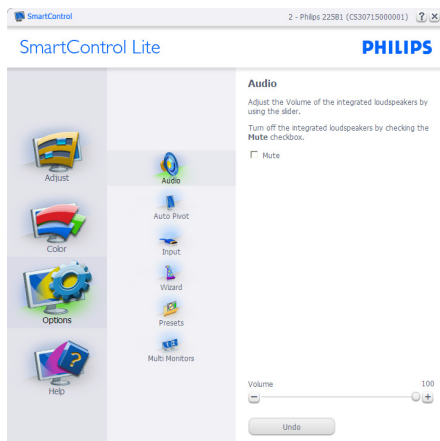 SmartControl
2 - Philips 225B1 (CS30715000001)
? x
SmartControl Lite
PHILIPS
Adjust
Color
Options
Help
Audio
Auto Pivot
Input
Wizard
Presets
Multi Monitors
Audio
Adjust the Volume of the integrated loudspeakers by
using the slider.
Turn off the integrated loudspeakers by checking the
Mute checkbox.
Mute
Volume 100
Undo